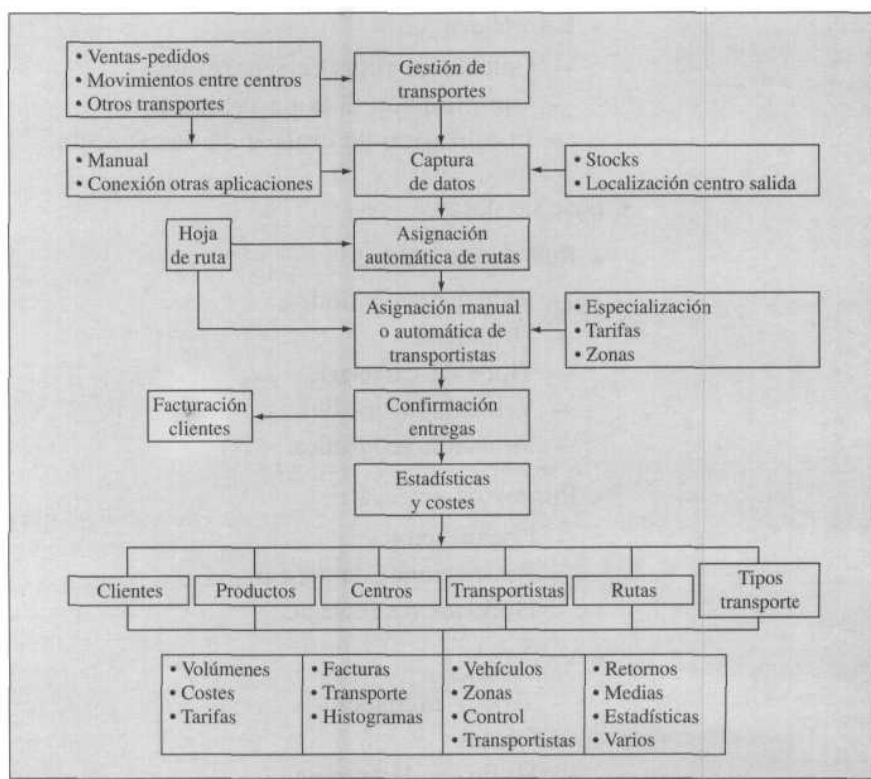 • Ventas-pedidos
• Movimientos entre centros
• Otros transportes
Gestión de
transportes
• Manual
• Conexión otras aplicaciones
Captura
de datos
• Stocks
• Localización centro salida
Hoja
de ruta
Asignación
automática de rutas
Asignación manual
o automática de
transportistas
• Especialización
• Tarifas
• Zonas
Facturación
clientes
Confirmación
entregas
Estadísticas
y costes
Clientes
Productos
Centros
Transportistas
Rutas
Tipos
transporte
• Volúmenes
• Costes
• Tarifas
• Facturas
• Transporte
• Histogramas
• Vehículos
• Zonas
• Control
• Transportistas
• Retornos
• Medias
• Estadísticas
• Varios